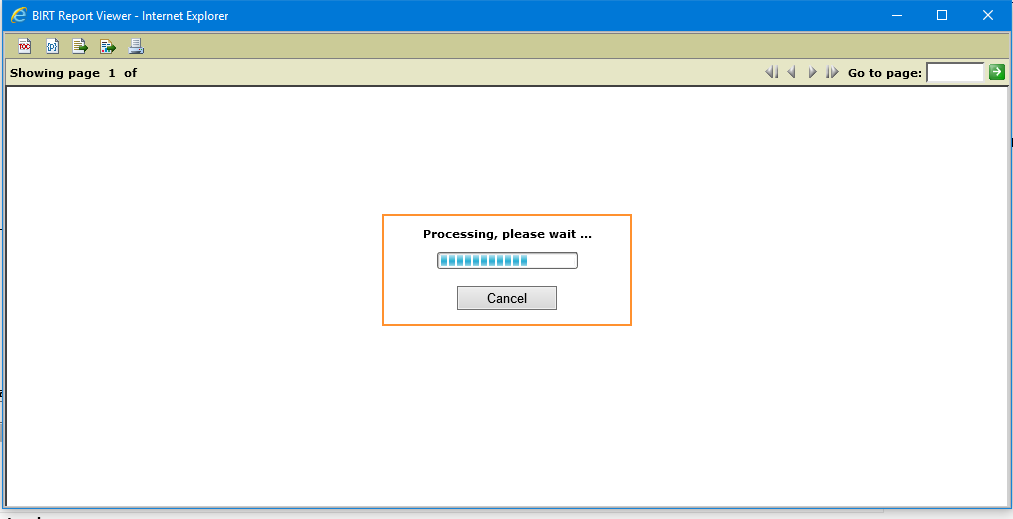 BIRT Report Viewer - Internet Explorer
TOC
Showing page 1 of
Go to page:
Processing, please wait ...
Cancel